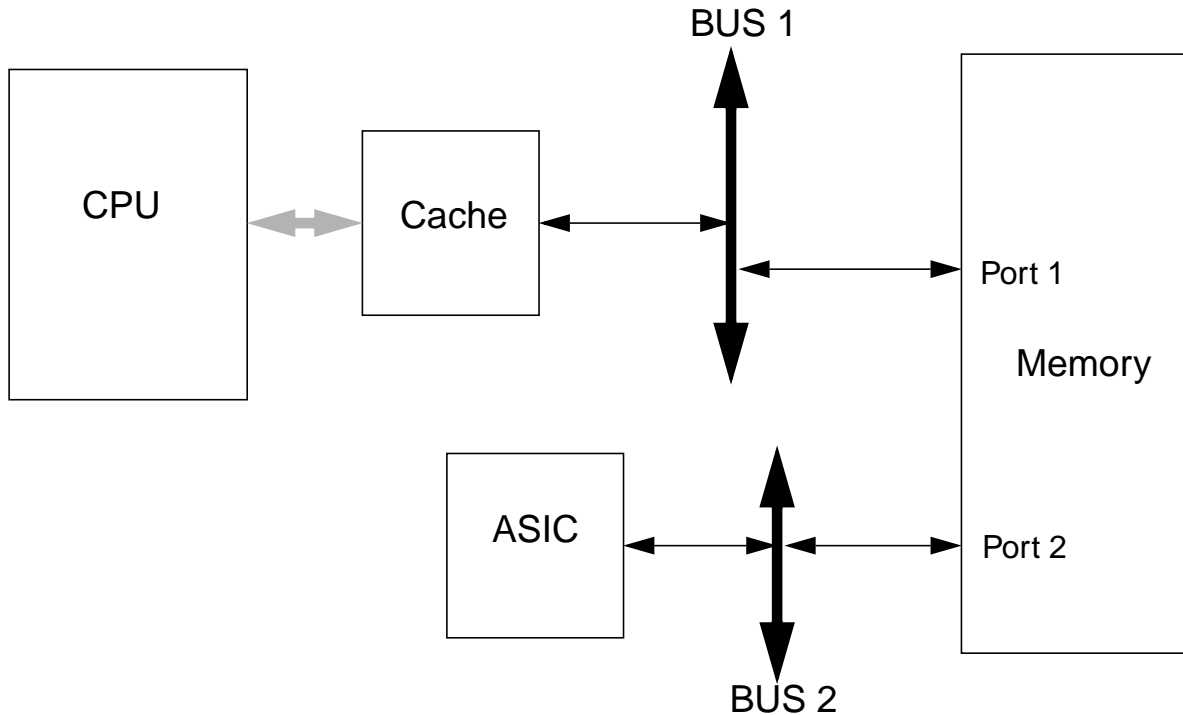 BUS 1
CPU
Cache
Port 1
Memory
ASIC
Port 2
BUS 2